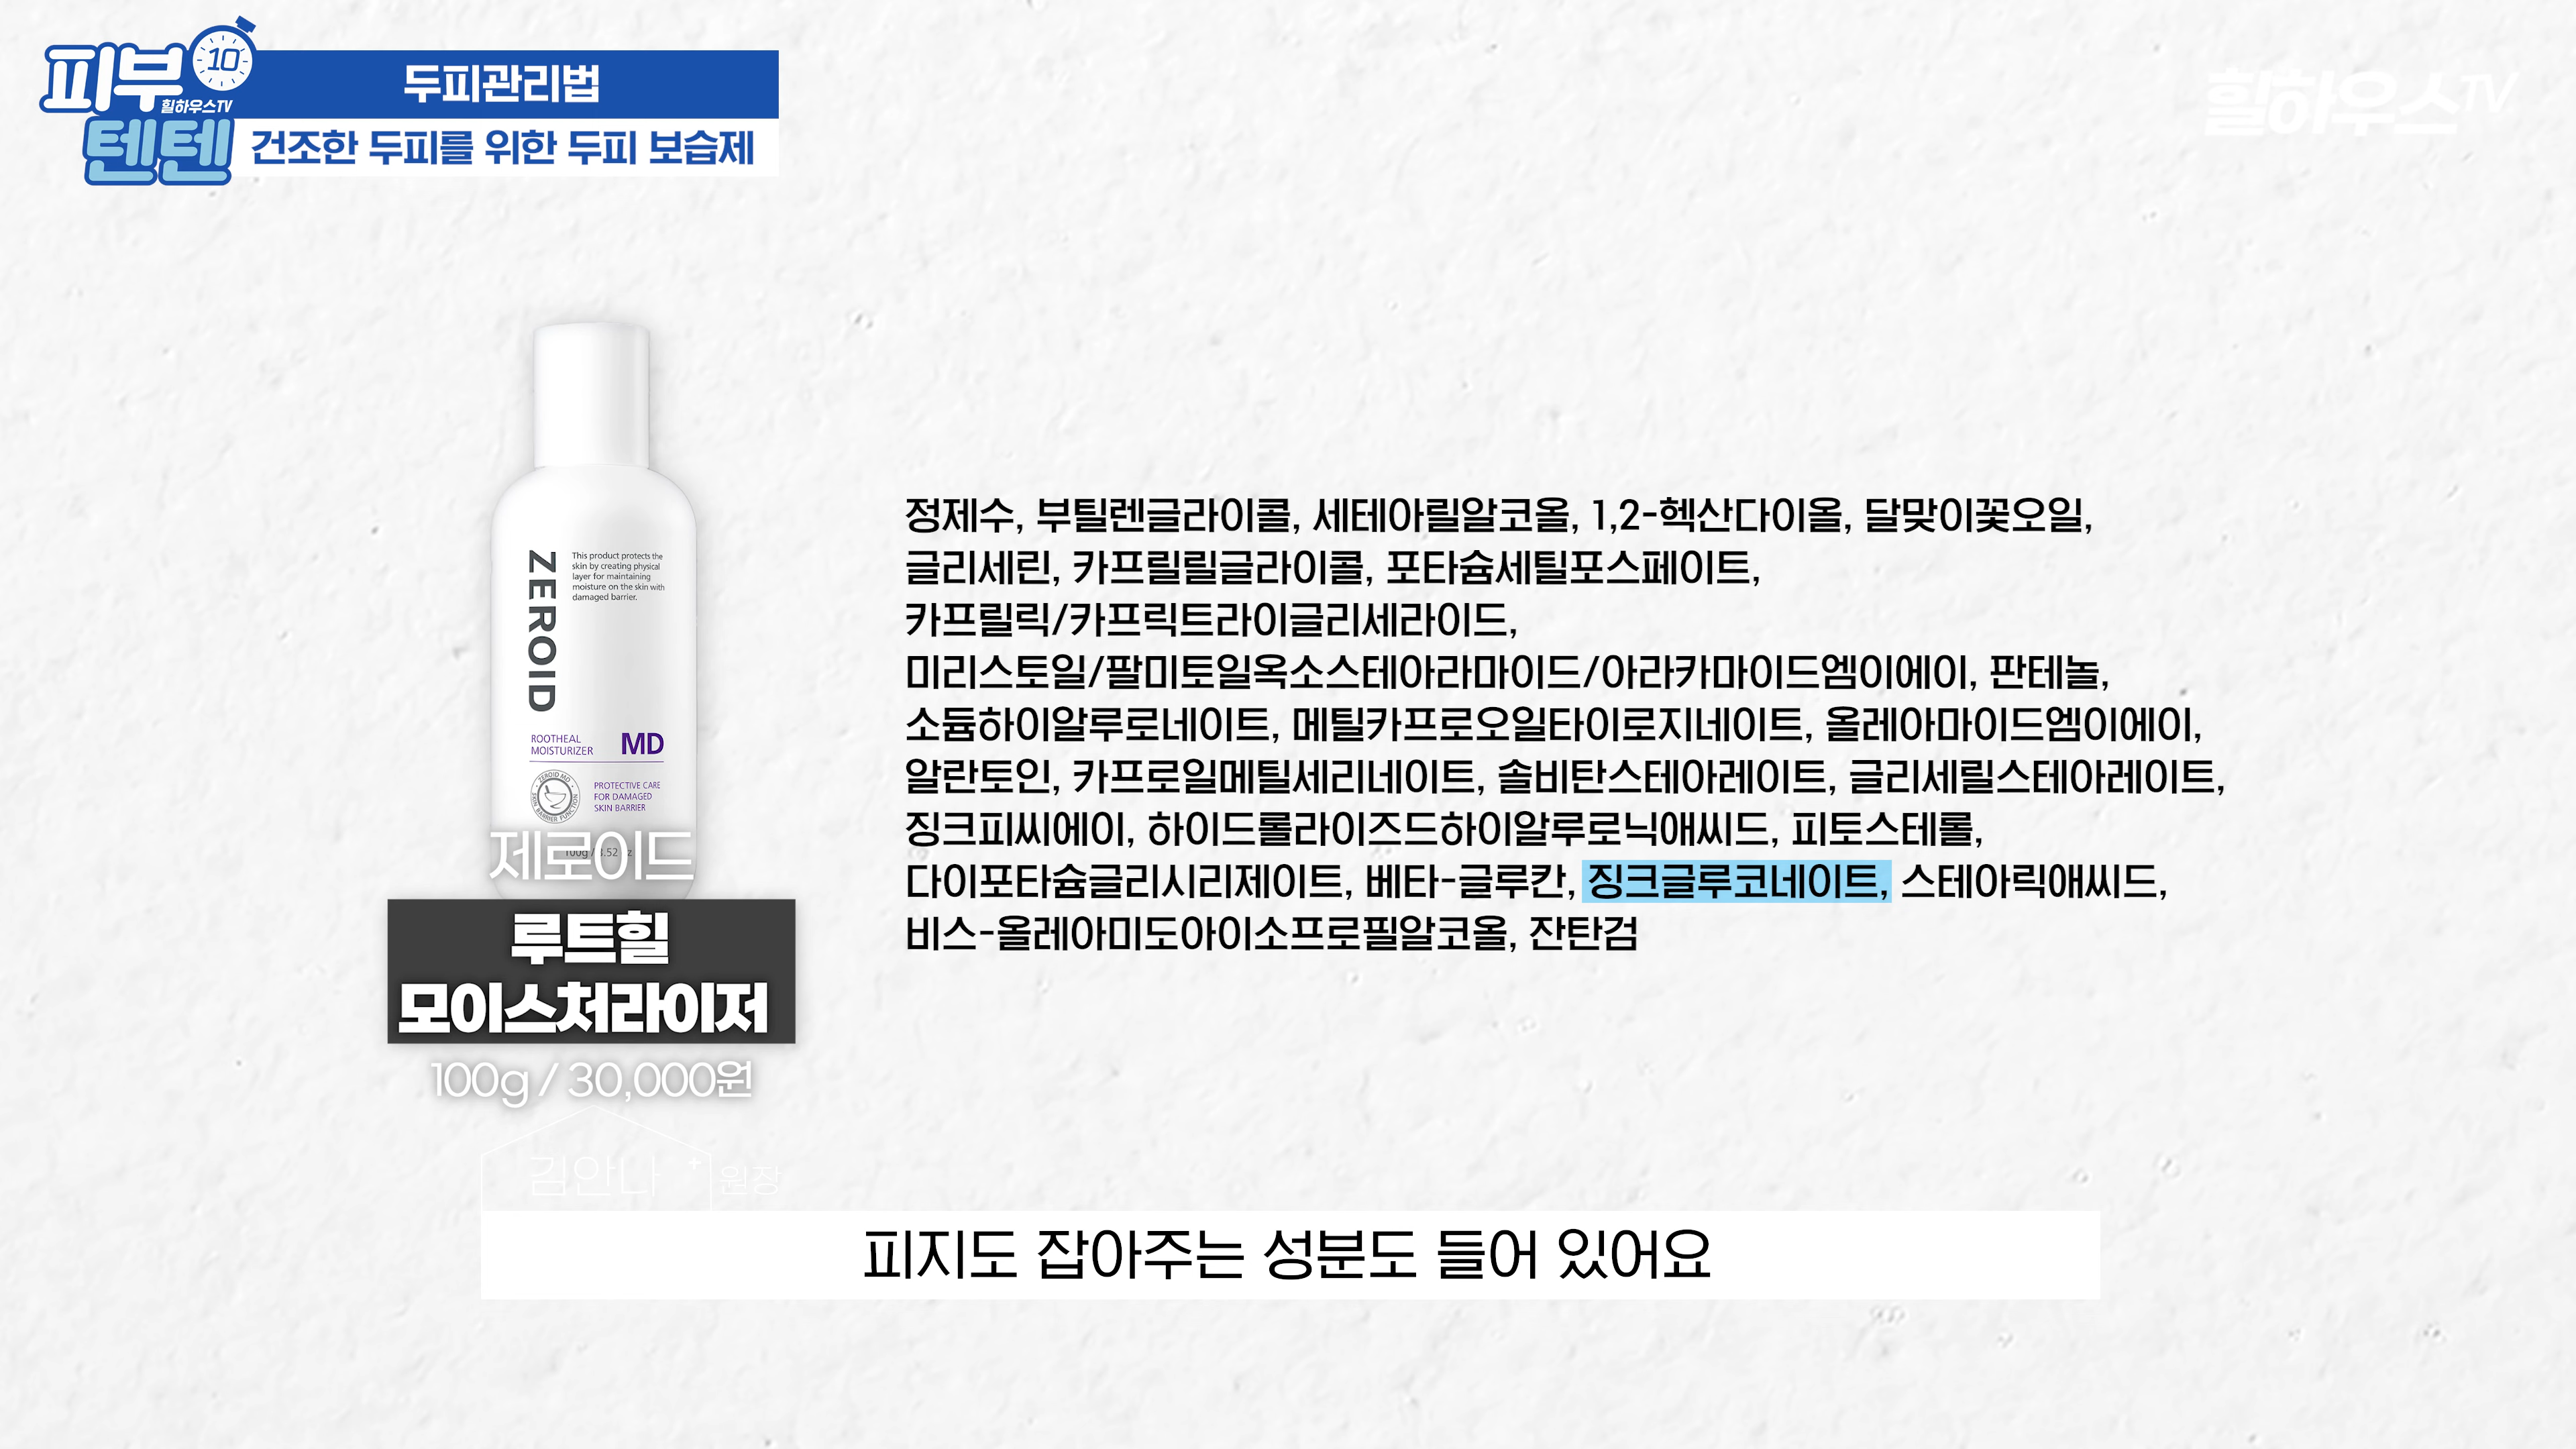 피부
10
힐하우스TV
텐텐
두피관리법
건조한 두피를 위한 두피 보습제
힐하우스TV
ZEROID
This product protects the
skin by creating physical
layer for maintaining
moisture on the skin with
damaged barrier.
ROOTHEAL
MOISTURIZER
MD
ZEROID MD
SKIN BARRIER FUNCTION
PROTECTIVE CARE
FOR DAMAGED
SKIN BARRIER
제로이드
루트힐
모이스처라이저
100g / 30,000원
정제수, 부틸렌글라이콜, 세테아릴알코올, 1,2-헥산다이올, 달맞이꽃오일,
글리세린, 카프릴릴글라이콜, 포타슘세틸포스페이트,
카프릴릭/카프릭트라이글리세라이드,
미리스토일/팔미토일옥소스테아라마이드/아라카마이드엠이에이, 판테놀,
소듐하이알루로네이트, 메틸카프로오일타이로지네이트, 올레아마이드엠이에이,
알란토인, 카프로일메틸세리네이트, 솔비탄스테아레이트, 글리세릴스테아레이트,
징크피씨에이, 하이드롤라이즈드하이알루로닉애씨드, 피토스테롤,
다이포타슘글리시리제이트, 베타-글루칸, 징크글루코네이트, 스테아릭애씨드,
비스-올레아미도아이소프로필알코올, 잔탄검
김안나 + 원장
피지도 잡아주는 성분도 들어 있어요